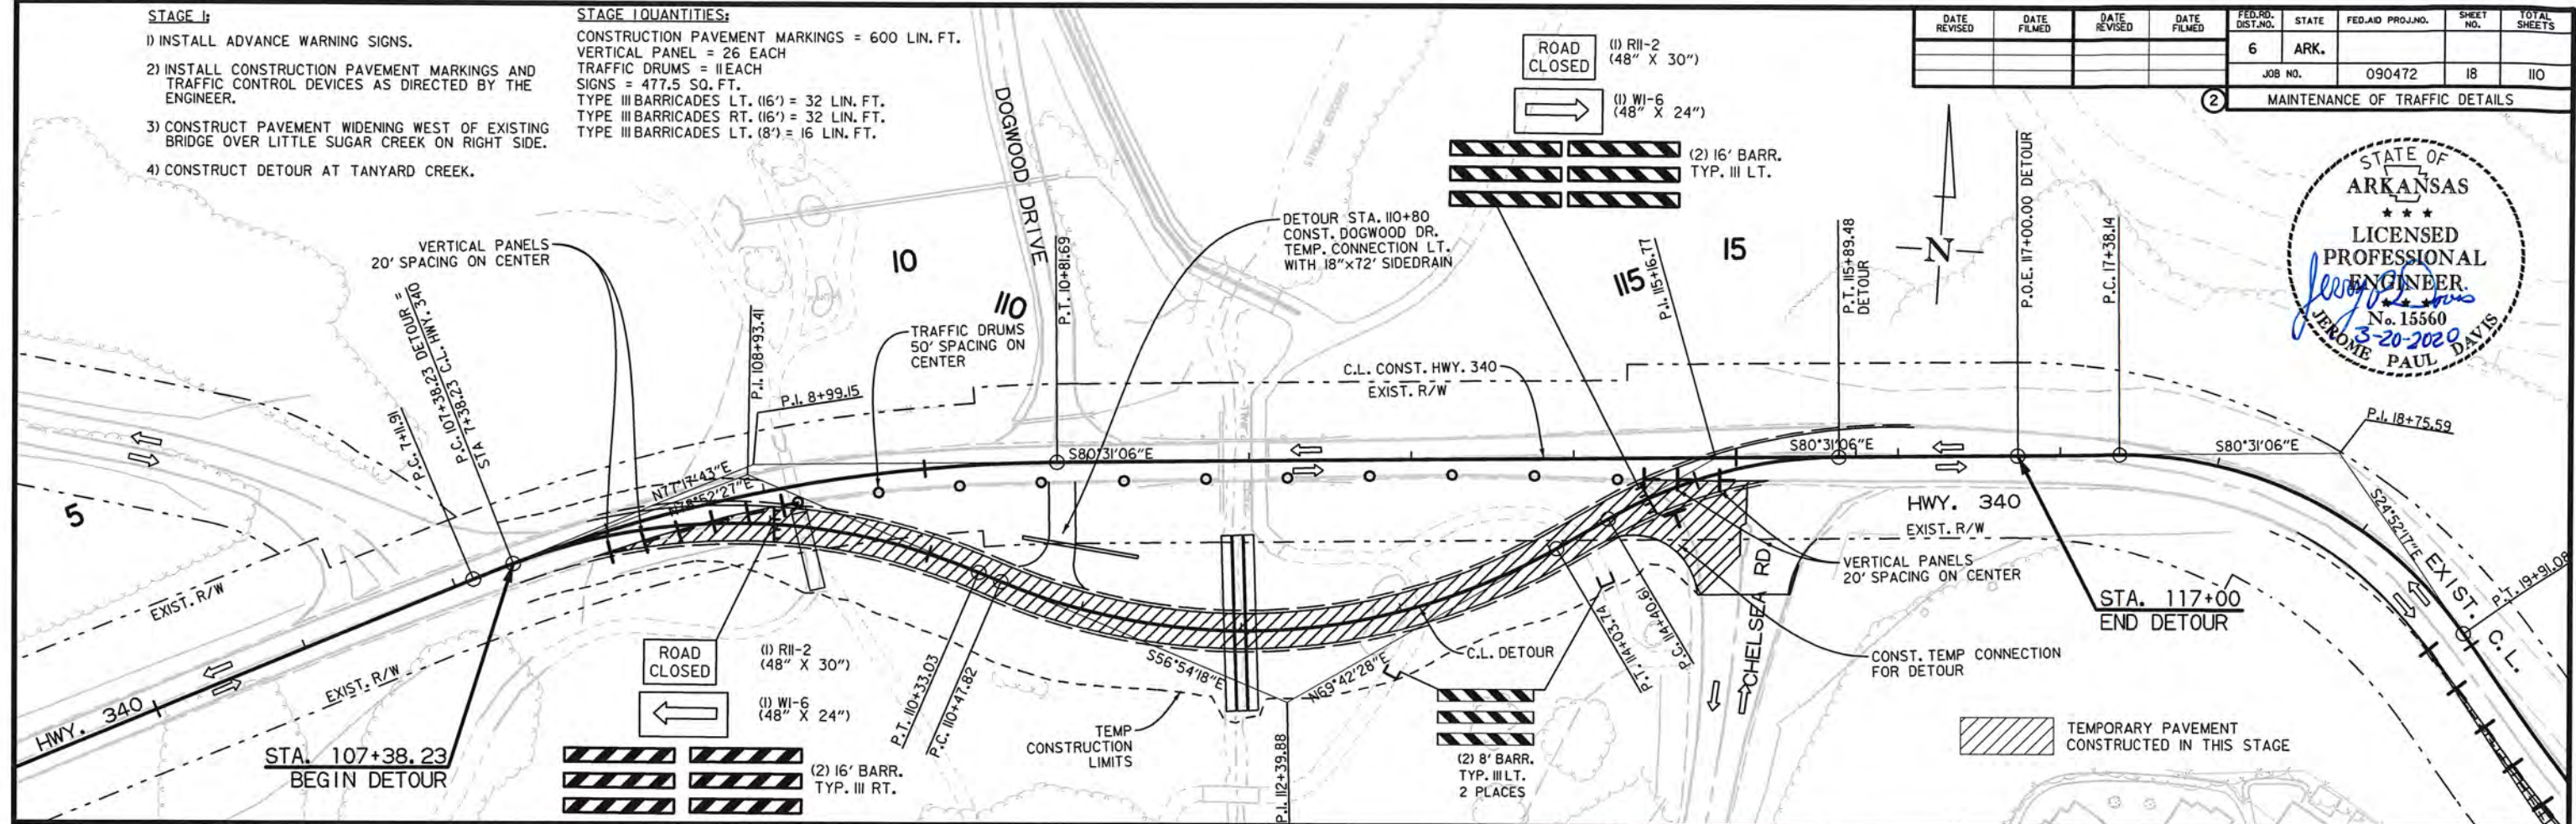 STAGE 1:
1) INSTALL ADVANCE WARNING SIGNS.
2) INSTALL CONSTRUCTION PAVEMENT MARKINGS AND
TRAFFIC CONTROL DEVICES AS DIRECTED BY THE
ENGINEER.
3) CONSTRUCT PAVEMENT WIDENING WEST OF EXISTING
BRIDGE OVER LITTLE SUGAR CREEK ON RIGHT SIDE.
4) CONSTRUCT DETOUR AT TANYARD CREEK.
STAGE 1 QUANTITIES:
CONSTRUCTION PAVEMENT MARKINGS = 600 LIN. FT.
VERTICAL PANEL = 26 EACH
TRAFFIC DRUMS = 11 EACH
SIGNS = 477.5 SQ. FT.
TYPE III BARRICADES LT. (16') = 32 LIN. FT.
TYPE III BARRICADES RT. (16') = 32 LIN. FT.
TYPE III BARRICADES LT. (8') = 16 LIN. FT.
ROAD
CLOSED
(1) R11-2
(48" X 30")
(1) W1-6
(48" X 24")
(2) 16' BARR.
TYP. III LT.
DATE
REVISED
DATE
FILMED
DATE
REVISED
DATE
FILMED
FED.RD.
DIST.NO.
STATE
FED.AID PROJ.NO.
SHEET
NO.
TOTAL
SHEETS
6
ARK.
JOB NO.
090472
18
110
2
MAINTENANCE OF TRAFFIC DETAILS
STATE OF
ARKANSAS
LICENSED
PROFESSIONAL
ENGINEER
No. 15560
3-20-2020
JEROME PAUL DAVIS
N
DOGWOOD DRIVE
VERTICAL PANELS
20' SPACING ON CENTER
10
110
TRAFFIC DRUMS
50' SPACING ON
CENTER
DETOUR STA. 110+80
CONST. DOGWOOD DR.
TEMP. CONNECTION LT.
WITH 18"x72' SIDEDRAIN
115
15
P.C. 7+11.91
P.C. 107+38.23 DETOUR =
STA 7+38.23 C.L. HWY. 340
P.I. 108+93.41
P.I. 8+99.15
P.T. 10+81.69
C.L. CONST. HWY. 340
EXIST. R/W
P.I. 115+16.77
P.T. 115+89.48
DETOUR
P.O.E. 117+00.00 DETOUR
P.C. 17+38.14
P.I. 18+75.59
N77°17'43"E
N78°52'27"E
S80°31'06"E
S80°31'06"E
S80°31'06"E
S24°52'17"E
5
EXIST. R/W
EXIST. R/W
HWY. 340
STA. 107+38.23
BEGIN DETOUR
ROAD
CLOSED
(1) R11-2
(48" X 30")
(1) W1-6
(48" X 24")
(2) 16' BARR.
TYP. III RT.
P.T. 110+33.03
P.C. 110+47.82
S56°54'18"E
TEMP
CONSTRUCTION
LIMITS
P.I. 112+39.88
N69°42'28"E
C.L. DETOUR
(2) 8' BARR.
TYP. III LT.
2 PLACES
P.T. 114+03.74
P.C. 114+40.61
CHELSEA RD.
HWY. 340
EXIST. R/W
VERTICAL PANELS
20' SPACING ON CENTER
CONST. TEMP CONNECTION
FOR DETOUR
STA. 117+00
END DETOUR
EXIST. C.L.
P.T. 19+91.08
TEMPORARY PAVEMENT
CONSTRUCTED IN THIS STAGE